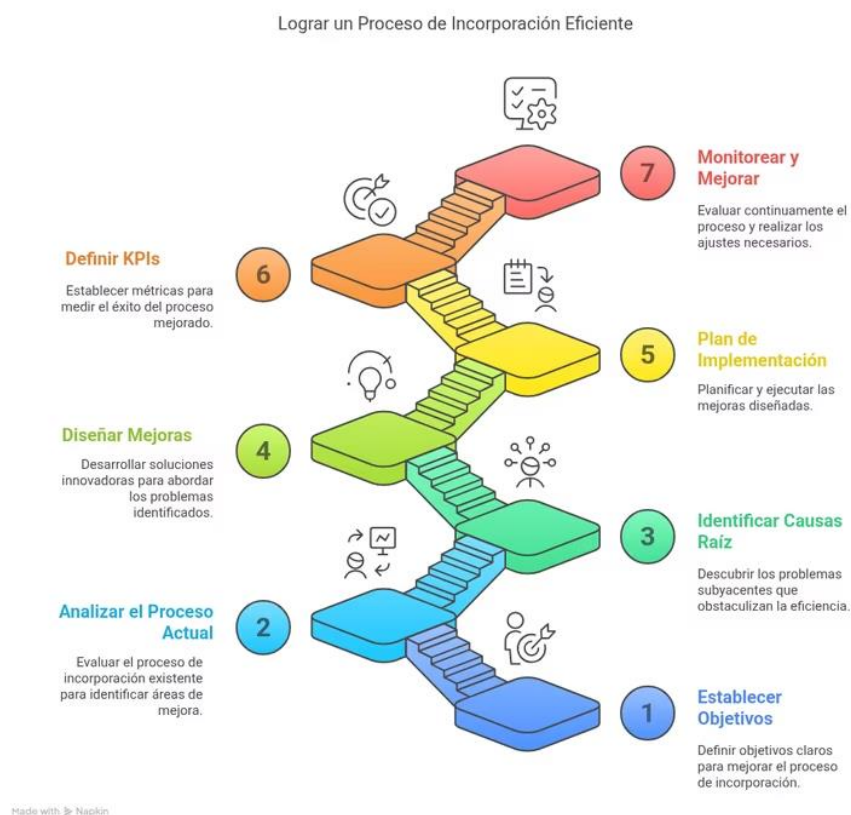 Lograr un Proceso de Incorporación Eficiente
7
Monitorear y
Mejorar
Evaluar continuamente el
proceso y realizar los
ajustes necesarios.
Definir KPIs
6
Establecer métricas para
medir el éxito del proceso
mejorado.
5
Plan de
Implementación
Planificar y ejecutar las
mejoras diseñadas.
Diseñar Mejoras
4
Desarrollar soluciones
innovadoras para abordar
los problemas
identificados.
3
Identificar Causas
Raíz
Descubrir los problemas
subyacentes que
obstaculizan la eficiencia.
Analizar el Proceso
Actual
2
Evaluar el proceso de
incorporación existente
para identificar áreas de
mejora.
1
Establecer
Objetivos
Definir objetivos claros
para mejorar el proceso
de incorporación.
Made with Napkin